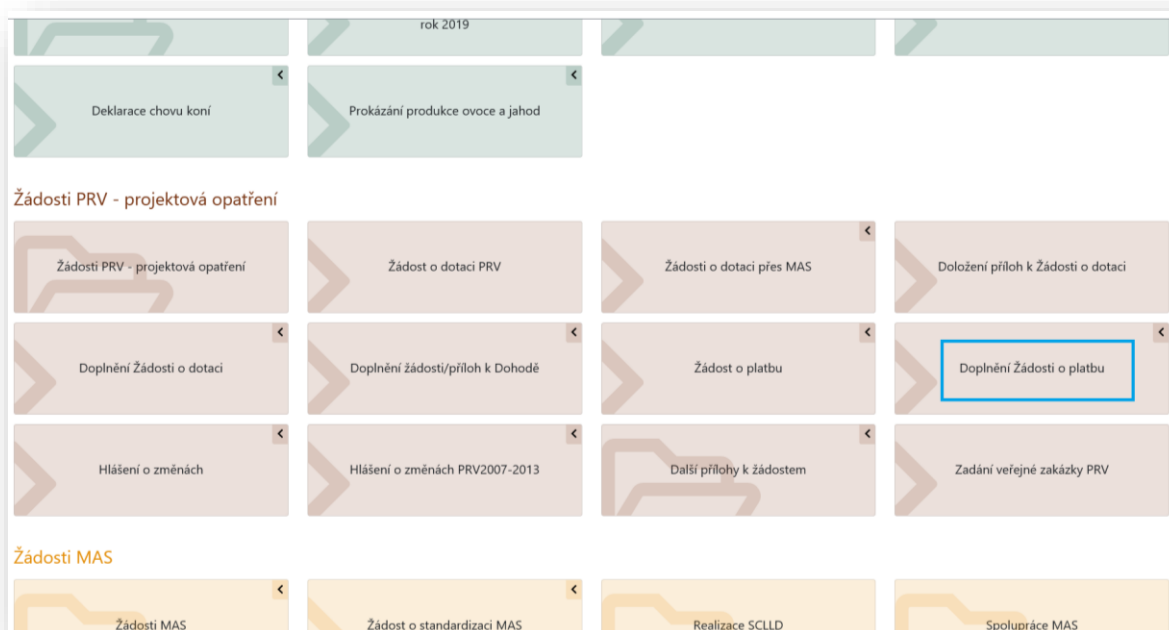 rok 2019
Deklarace chovu koní
Prokázání produkce ovoce a jahod
Žádosti PRV - projektová opatření
Žádosti PRV - projektová opatření
Žádost o dotaci PRV
Žádosti o dotaci přes MAS
Doložení příloh k Žádosti o dotaci
Doplnění Žádosti o dotaci
Doplnění žádosti/příloh k Dohodě
Žádost o platbu
Doplnění Žádosti o platbu
Hlášení o změnách
Hlášení o změnách PRV2007-2013
Další přílohy k žádostem
Zadání veřejné zakázky PRV
Žádosti MAS
Žádosti MAS
Žádost o standardizaci MAS
Realizace SCLLD
Spolupráce MAS